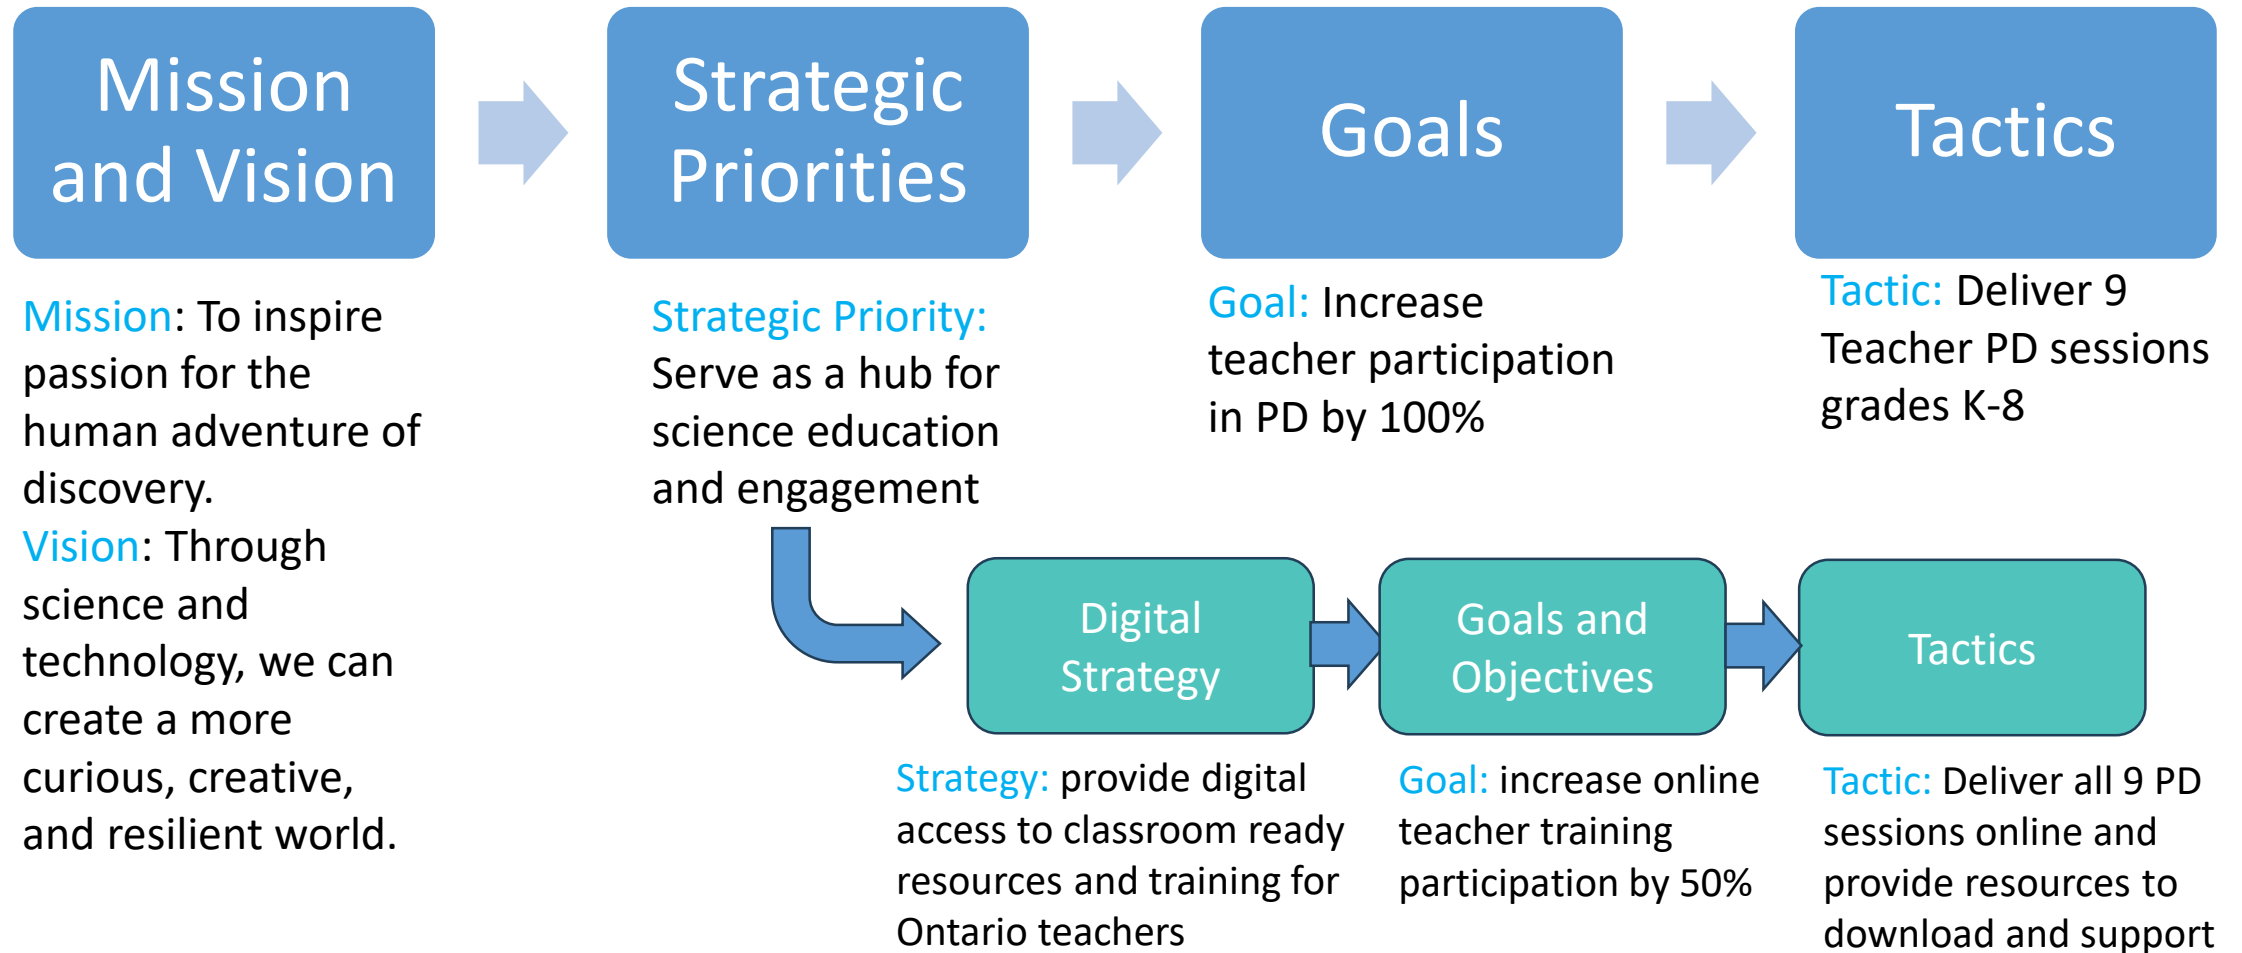 Mission
and Vision
Strategic
Priorities
Goals
Tactics
Mission: To inspire
passion for the
human adventure of
discovery.
Vision: Through
science and
technology, we can
create a more
curious, creative,
and resilient world.
Strategic Priority:
Serve as a hub for
science education
and engagement
Goal: Increase
teacher participation
in PD by 100%
Tactic: Deliver 9
Teacher PD sessions
grades K-8
Digital
Strategy
Goals and
Objectives
Tactics
Strategy: provide digital
access to classroom ready
resources and training for
Ontario teachers
Goal: increase online
teacher training
participation by 50%
Tactic: Deliver all 9 PD
sessions online and
provide resources to
download and support